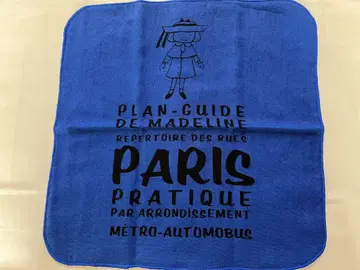 PLAN-GUIDE
DE MADELINE
REPERTOIRE DES RUES
PARIS
PRATIQUE
PAR ARRONDISSEMENT
MÉTRO-AUTOMOBUS